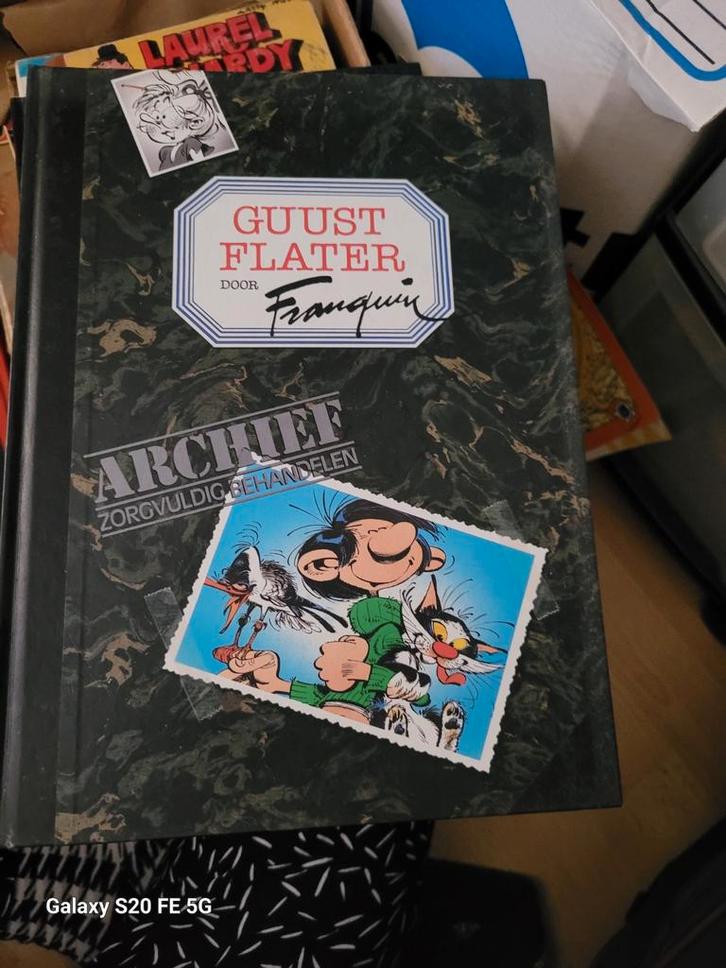 LAUREL
HARDY
GUUST
FLATER
DOOR
Franquin
ARCHIEF
ZORGVULDIG BEHANDELEN
Galaxy S20 FE 5G